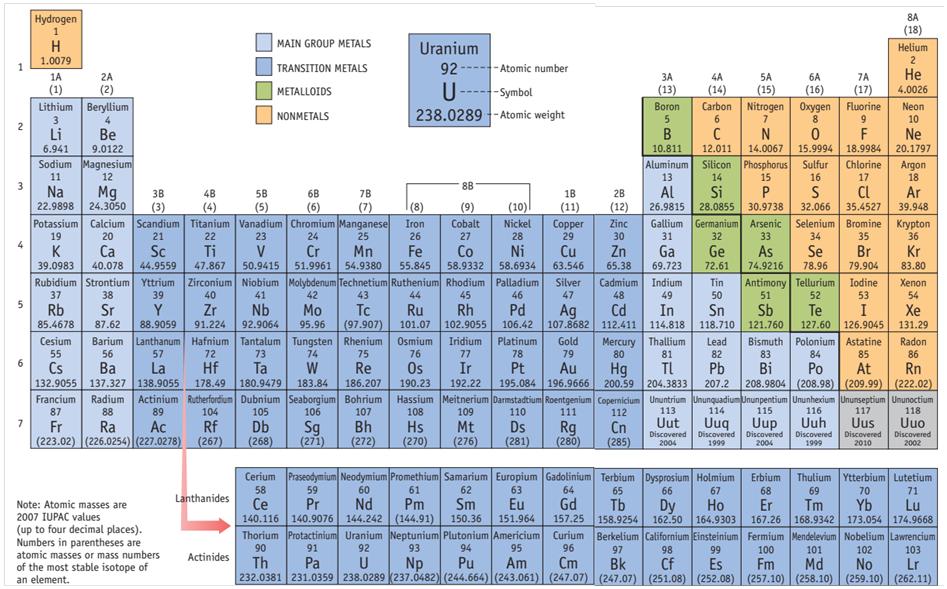 Hydrogen
1
H
1.0079
MAIN GROUP METALS
TRANSITION METALS
METALLOIDS
NONMETALS
Uranium
92
U
238.0289
Atomic number
Symbol
Atomic weight
8A
(18)
Helium
2
He
4.0026
1
1A 2A 3A 4A 5A 6A 7A
(1) (2) (13) (14) (15) (16) (17)
Lithium Beryllium Boron Carbon Nitrogen Oxygen Fluorine Neon
3 4 5 6 7 8 9 10
2 Li Be B C N O F Ne
6.941 9.0122 10.811 12.011 14.0067 15.9994 18.9984 20.1797
Sodium Magnesium Aluminum Silicon Phosphorus Sulfur Chlorine Argon
11 12 13 14 15 16 17 18
3 Na Mg Al Si P S Cl Ar
22.9898 24.3050 26.9815 28.0855 30.9738 32.066 35.4527 39.948
3B 4B 5B 6B 7B 8B 1B 2B
(3) (4) (5) (6) (7) (8) (9) (10) (11) (12)
Potassium Calcium Scandium Titanium Vanadium Chromium Manganese Iron Cobalt Nickel Copper Zinc Gallium Germanium Arsenic Selenium Bromine Krypton
19 20 21 22 23 24 25 26 27 28 29 30 31 32 33 34 35 36
4 K Ca Sc Ti V Cr Mn Fe Co Ni Cu Zn Ga Ge As Se Br Kr
39.0983 40.078 44.9559 47.867 50.9415 51.9961 54.9380 55.845 58.9332 58.6934 63.546 65.38 69.723 72.61 74.9216 78.96 79.904 83.80
Rubidium Strontium Yttrium Zirconium Niobium Molybdenum Technetium Ruthenium Rhodium Palladium Silver Cadmium Indium Tin Antimony Tellurium Iodine Xenon
37 38 39 40 41 42 43 44 45 46 47 48 49 50 51 52 53 54
5 Rb Sr Y Zr Nb Mo Tc Ru Rh Pd Ag Cd In Sn Sb Te I Xe
85.4678 87.62 88.9059 91.224 92.9064 95.96 (97.907) 101.07 102.9055 106.42 107.8682 112.411 114.818 118.710 121.760 127.60 126.9045 131.29
Cesium Barium Lanthanum Hafnium Tantalum Tungsten Rhenium Osmium Iridium Platinum Gold Mercury Thallium Lead Bismuth Polonium Astatine Radon
55 56 57 72 73 74 75 76 77 78 79 80 81 82 83 84 85 86
6 Cs Ba La Hf Ta W Re Os Ir Pt Au Hg Tl Pb Bi Po At Rn
132.9055 137.327 138.9055 178.49 180.9479 183.84 186.207 190.23 192.22 195.084 196.9666 200.59 204.3833 207.2 208.9804 (208.98) (209.99) (222.02)
Francium Radium Actinium Rutherfordium Dubnium Seaborgium Bohrium Hassium Meitnerium Darmstadtium Roentgenium Copernicium Ununtrium Ununquadium Ununpentium Ununhexium Ununseptium Ununoctium
87 88 89 104 105 106 107 108 109 110 111 112 113 114 115 116 117 118
7 Fr Ra Ac Rf Db Sg Bh Hs Mt Ds Rg Cn Uut Uuq Uup Uuh Uus Uuo
(223.02) (226.0254) (227.0278) (267) (268) (271) (272) (270) (276) (281) (280) (285) Discovered 2004 Discovered 1999 Discovered 2004 Discovered 1999 Discovered 2010 Discovered 2002
Cerium Praseodymium Neodymium Promethium Samarium Europium Gadolinium Terbium Dysprosium Holmium Erbium Thulium Ytterbium Lutetium
58 59 60 61 62 63 64 65 66 67 68 69 70 71
Lanthanides Ce Pr Nd Pm Sm Eu Gd Tb Dy Ho Er Tm Yb Lu
140.116 140.9076 144.242 (144.91) 150.36 151.964 157.25 158.9254 162.50 164.9303 167.26 168.9342 173.054 174.9668
Thorium Protactinium Uranium Neptunium Plutonium Americium Curium Berkelium Californium Einsteinium Fermium Mendelevium Nobelium Lawrencium
90 91 92 93 94 95 96 97 98 99 100 101 102 103
Actinides Th Pa U Np Pu Am Cm Bk Cf Es Fm Md No Lr
232.0381 231.0359 238.0289 (237.0482) (244.664) (243.061) (247.07) (247.07) (251.08) (252.08) (257.10) (258.10) (259.10) (262.11)
Note: Atomic masses are
2007 IUPAC values
(up to four decimal places).
Numbers in parentheses are
atomic masses or mass numbers
of the most stable isotope of
an element.